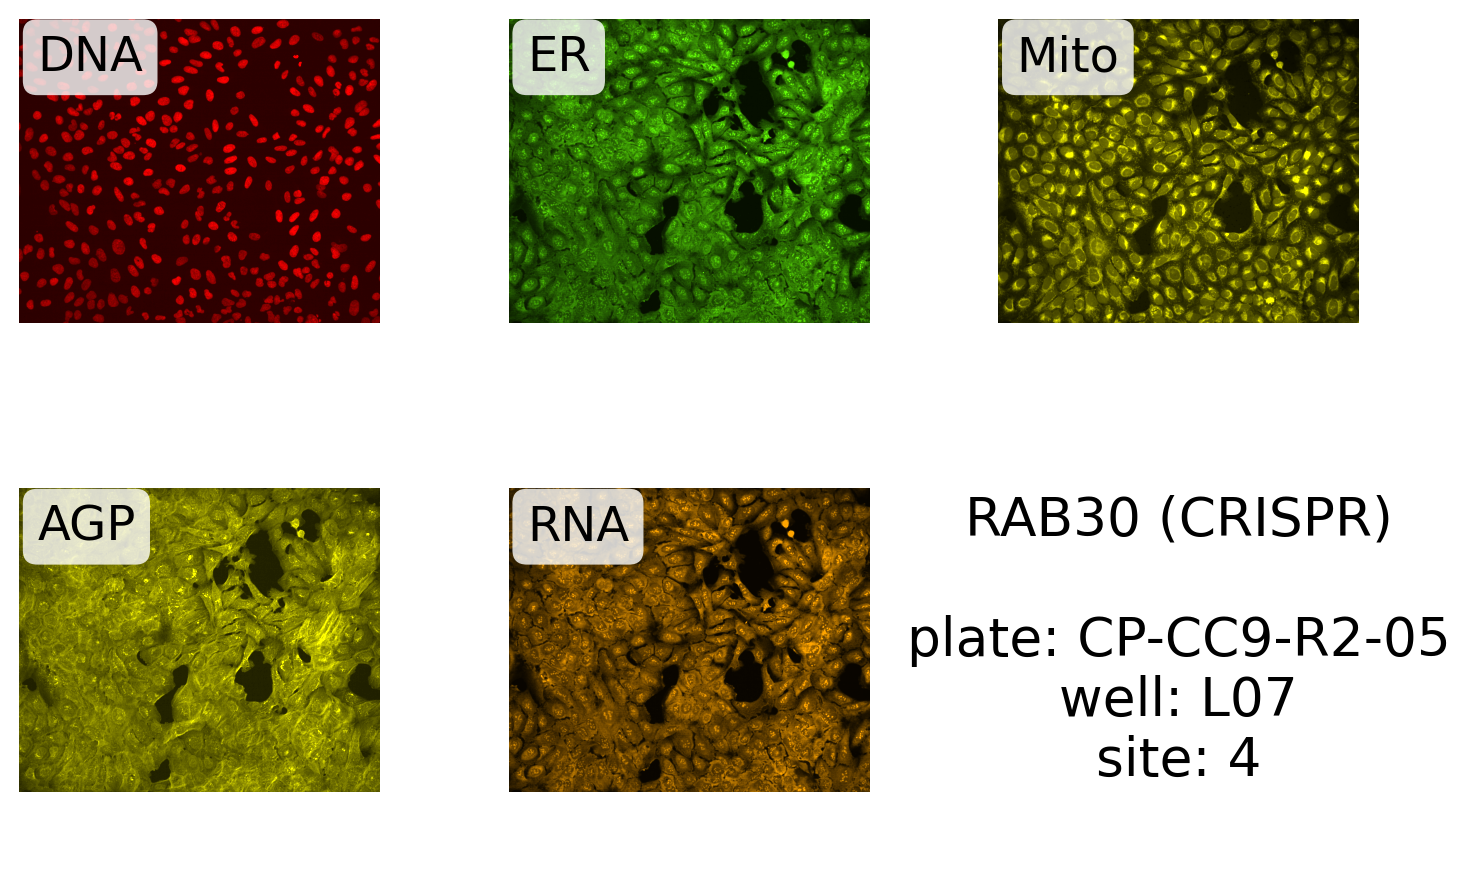 DNA
ER
Mito
AGP
RNA
RAB30 (CRISPR)
plate: CP-CC9-R2-05
well: L07
site: 4